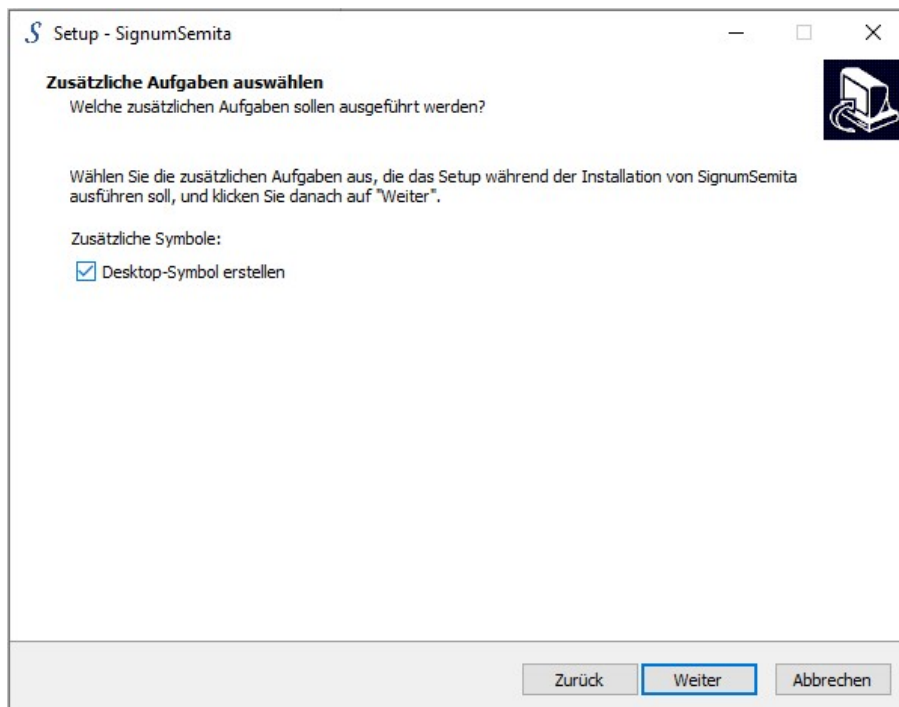 S Setup - SignumSemita
Zusätzliche Aufgaben auswählen
Welche zusätzlichen Aufgaben sollen ausgeführt werden?
Wählen Sie die zusätzlichen Aufgaben aus, die das Setup während der Installation von SignumSemita
ausführen soll, und klicken Sie danach auf "Weiter".
Zusätzliche Symbole:
Desktop-Symbol erstellen
Zurück Weiter Abbrechen